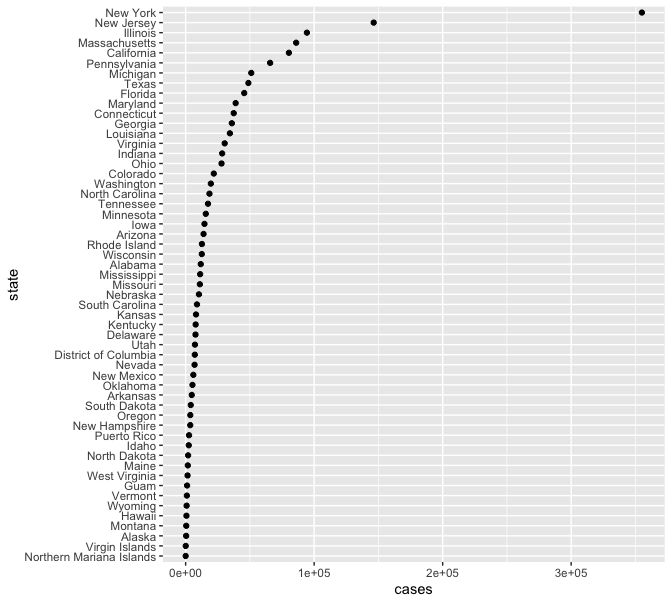 New York
New Jersey
Illinois
Massachusetts
California
Pennsylvania
Michigan
Texas
Florida
Maryland
Connecticut
Georgia
Louisiana
Virginia
Indiana
Ohio
Colorado
Washington
North Carolina
Tennessee
Minnesota
Iowa
Arizona
Rhode Island
Wisconsin
Alabama
Mississippi
Missouri
Nebraska
South Carolina
Kansas
Kentucky
Delaware
Utah
District of Columbia
Nevada
New Mexico
Oklahoma
Arkansas
South Dakota
Oregon
New Hampshire
Puerto Rico
Idaho
North Dakota
Maine
West Virginia
Guam
Vermont
Wyoming
Hawaii
Montana
Alaska
Virgin Islands
Northern Mariana Islands
state
0e+00 1e+05 2e+05 3e+05
cases